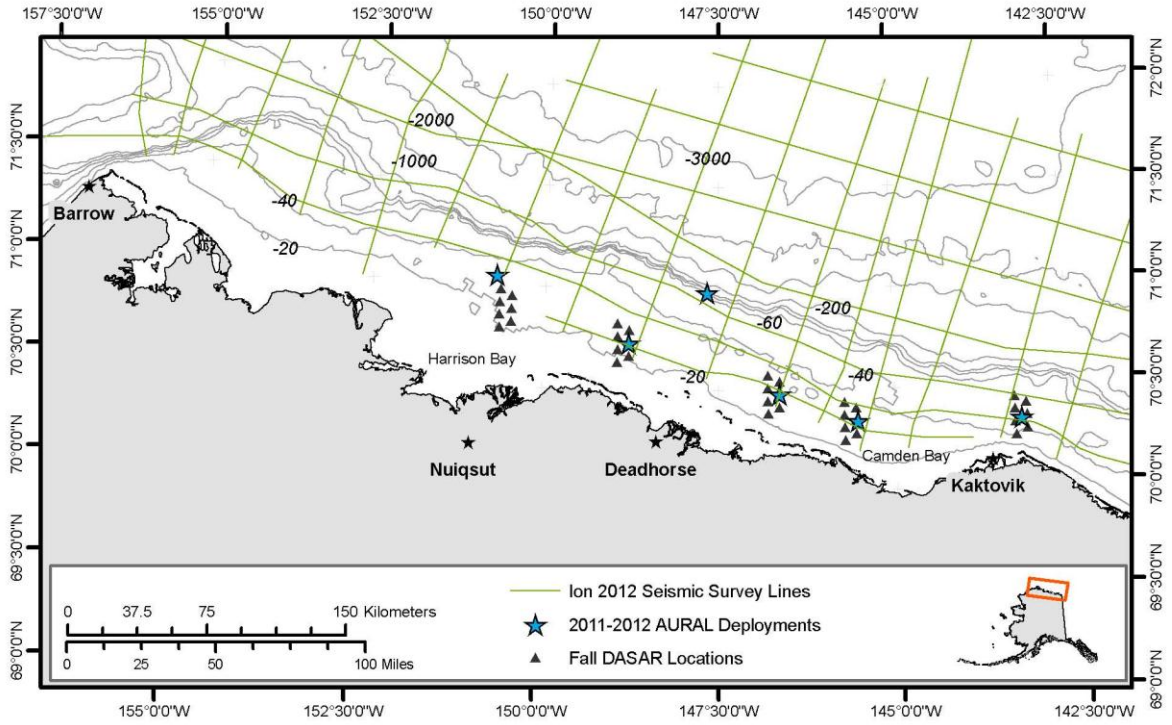 157°30'0"W 155°0'0"W 152°30'0"W 150°0'0"W 147°30'0"W 145°0'0"W 142°30'0"W
72°0'0"N
71°30'0"N
71°30'0"N
71°0'0"N
71°0'0"N
70°30'0"N
70°30'0"N
70°0'0"N
70°0'0"N
69°30'0"N
69°30'0"N
69°0'0"N
69°0'0"N
-2000
-3000
-1000
-40
-20
Barrow
-200
-60
-20
-40
Harrison Bay
Camden Bay
Nuiqsut
Deadhorse
Kaktovik
0 37.5 75 150 Kilometers
0 25 50 100 Miles
Ion 2012 Seismic Survey Lines
2011-2012 AURAL Deployments
Fall DASAR Locations
155°0'0"W 152°30'0"W 150°0'0"W 147°30'0"W 145°0'0"W 142°30'0"W